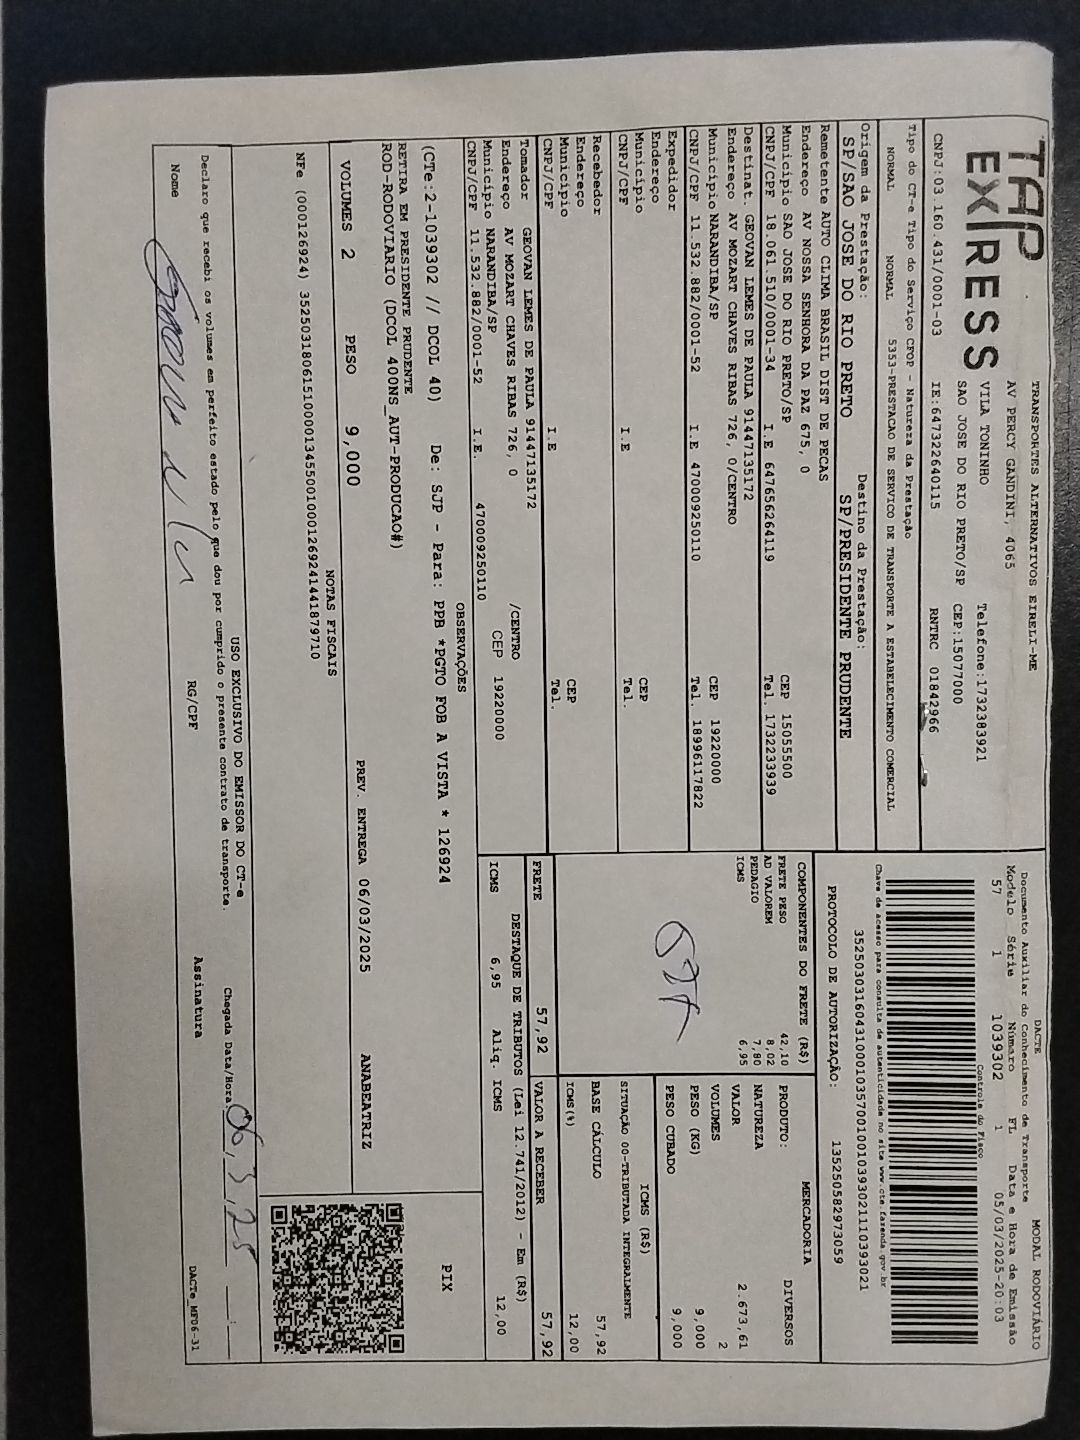 TAP EXPRESS
TRANSPORTES ALTERNATIVOS EIRELI-ME
AV PERCY GANDINI, 4065
VILA TONINHO Telefone:1732383921
SAO JOSE DO RIO PRETO/SP CEP:15077000
CNPJ:03.160.431/0001-03 IE:647322640115 RNTRC 01842966
Tipo do CT-e Tipo do Serviço CFOP - Natureza da Prestação
NORMAL NORMAL 5353-PRESTACAO DE SERVICO DE TRANSPORTE A ESTABELECIMENTO COMERCIAL
Origem da Prestação: Destino da Prestação:
SP/SAO JOSE DO RIO PRETO SP/PRESIDENTE PRUDENTE
Remetente AUTO CLIMA BRASIL DIST DE PECAS
Endereço AV NOSSA SENHORA DA PAZ 675, 0
Município SAO JOSE DO RIO PRETO/SP CEP 15055500
CNPJ/CPF 18.061.510/0001-34 I.E 647656264119 Tel. 1732233939
Destinat. GEOVAN LEMES DE PAULA 91447135172
Endereço AV MOZART CHAVES RIBAS 726, 0/CENTRO
Município NARANDIBA/SP CEP 19220000
CNPJ/CPF 11.532.882/0001-52 I.E 470009250110 Tel. 18996117822
Expedidor
Endereço
Município CEP
CNPJ/CPF I.E Tel.
Recebedor
Endereço
Município CEP
CNPJ/CPF I.E Tel.
Tomador GEOVAN LEMES DE PAULA 91447135172
Endereço AV MOZART CHAVES RIBAS 726, 0 /CENTRO
Município NARANDIBA/SP CEP 19220000
CNPJ/CPF 11.532.882/0001-52 I.E. 470009250110
DACTE MODAL RODOVIÁRIO
Documento Auxiliar do Conhecimento de Transporte
Modelo Série Número FL Data e Hora de Emissão
57 1 1039302 1 05/03/2025-20:03
Controle do Fisco
Chave de acesso para consulta de autenticidade no site www.cte.fazenda.gov.br
35250303160431000103570010010393021110393021
PROTOCOLO DE AUTORIZAÇÃO: 135250582973059
COMPONENTES DO FRETE (R$)
FRETE PESO 42,10
AD VALOREM 8,02
PEDAGIO 7,80
ICMS 6,95
MERCADORIA
PRODUTO: DIVERSOS
NATUREZA
VALOR 2.673,61
VOLUMES 2
PESO (KG) 9,000
PESO CUBADO 9,000
ICMS (R$)
SITUAÇÃO 00-TRIBUTADA INTEGRALMENTE
BASE CÁLCULO 57,92
ICMS(%) 12,00
FRETE 57,92 VALOR A RECEBER 57,92
DESTAQUE DE TRIBUTOS (Lei 12.741/2012) - Em (R$)
ICMS 6,95 Aliq. ICMS 12,00
OBSERVAÇÕES
(CTe:2-1039302 // DCOL 40) De: SJP - Para: PPB *PGTO FOB A VISTA * 126924
RETIRA EM PRESIDENTE PRUDENTE
ROD-RODOVIARIO (DCOL 400NS_AUT-PRODUCAO#)
PIX
VOLUMES 2 PESO 9,000 PREV. ENTREGA 06/03/2025 ANABEATRIZ
NOTAS FISCAIS
NFe (000126924) 35250318061510000134550010001269241441879710
USO EXCLUSIVO DO EMISSOR DO CT-e
Declaro que recebi os volumes em perfeito estado pelo que dou por cumprido o presente contrato de transporte.
Chegada Data/Hora 06/3/25 :
Nome RG/CPF Assinatura
DACTe_MF06-31